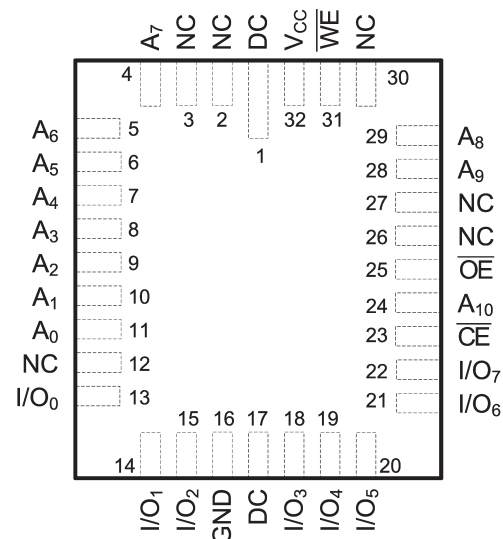 A7 NC NC DC VCC WE NC
4 3 2 1 32 31 30
A6 5
A5 6
A4 7
A3 8
A2 9
A1 10
A0 11
NC 12
I/O0 13
29 A8
28 A9
27 NC
26 NC
25 OE
24 A10
23 CE
22 I/O7
21 I/O6
14 15 16 17 18 19 20
I/O1 I/O2 GND DC I/O3 I/O4 I/O5